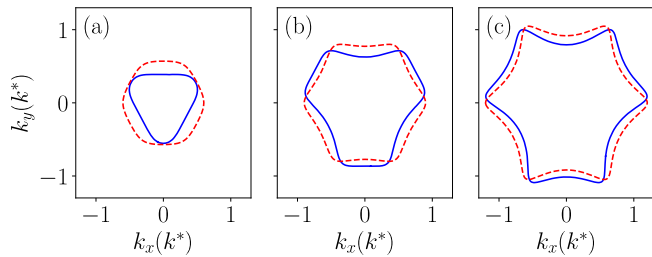 (a) (b) (c)
1
0
−1
k_y(k*)
−1 0 1 −1 0 1 −1 0 1
k_x(k*) k_x(k*) k_x(k*)